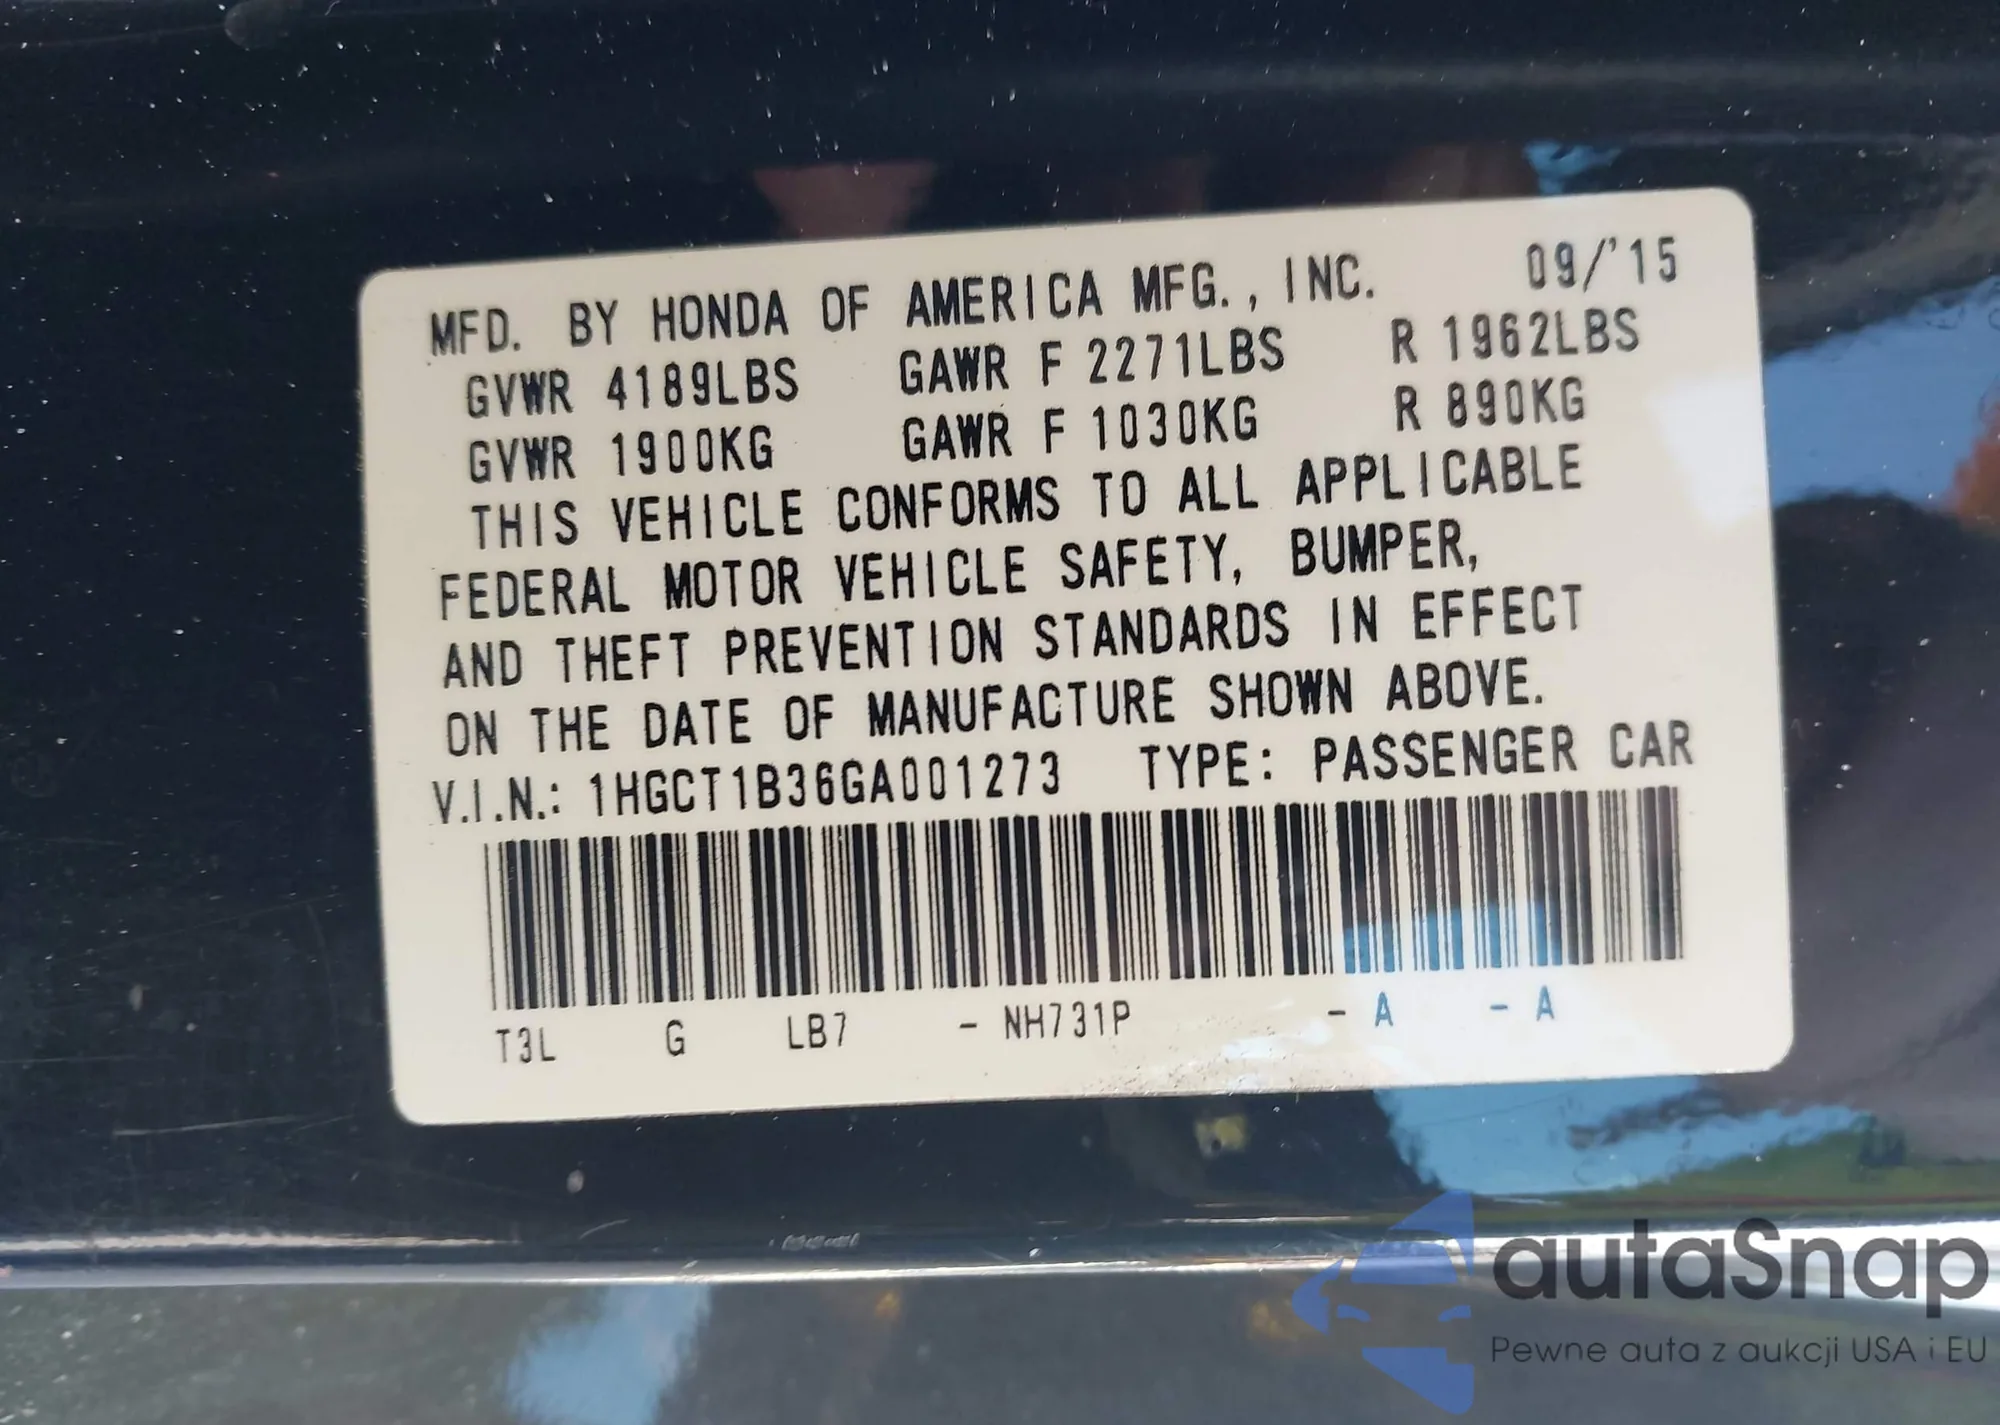 MFD. BY HONDA OF AMERICA MFG., INC. 09/'15
GVWR 4189LBS GAWR F 2271LBS R 1962LBS
GVWR 1900KG GAWR F 1030KG R 890KG
THIS VEHICLE CONFORMS TO ALL APPLICABLE
FEDERAL MOTOR VEHICLE SAFETY, BUMPER,
AND THEFT PREVENTION STANDARDS IN EFFECT
ON THE DATE OF MANUFACTURE SHOWN ABOVE.
V.I.N.: 1HGCT1B36GA001273 TYPE: PASSENGER CAR
T3L G LB7 - NH731P - A - A
autaSnap
Pewne auta z aukcji USA i EU